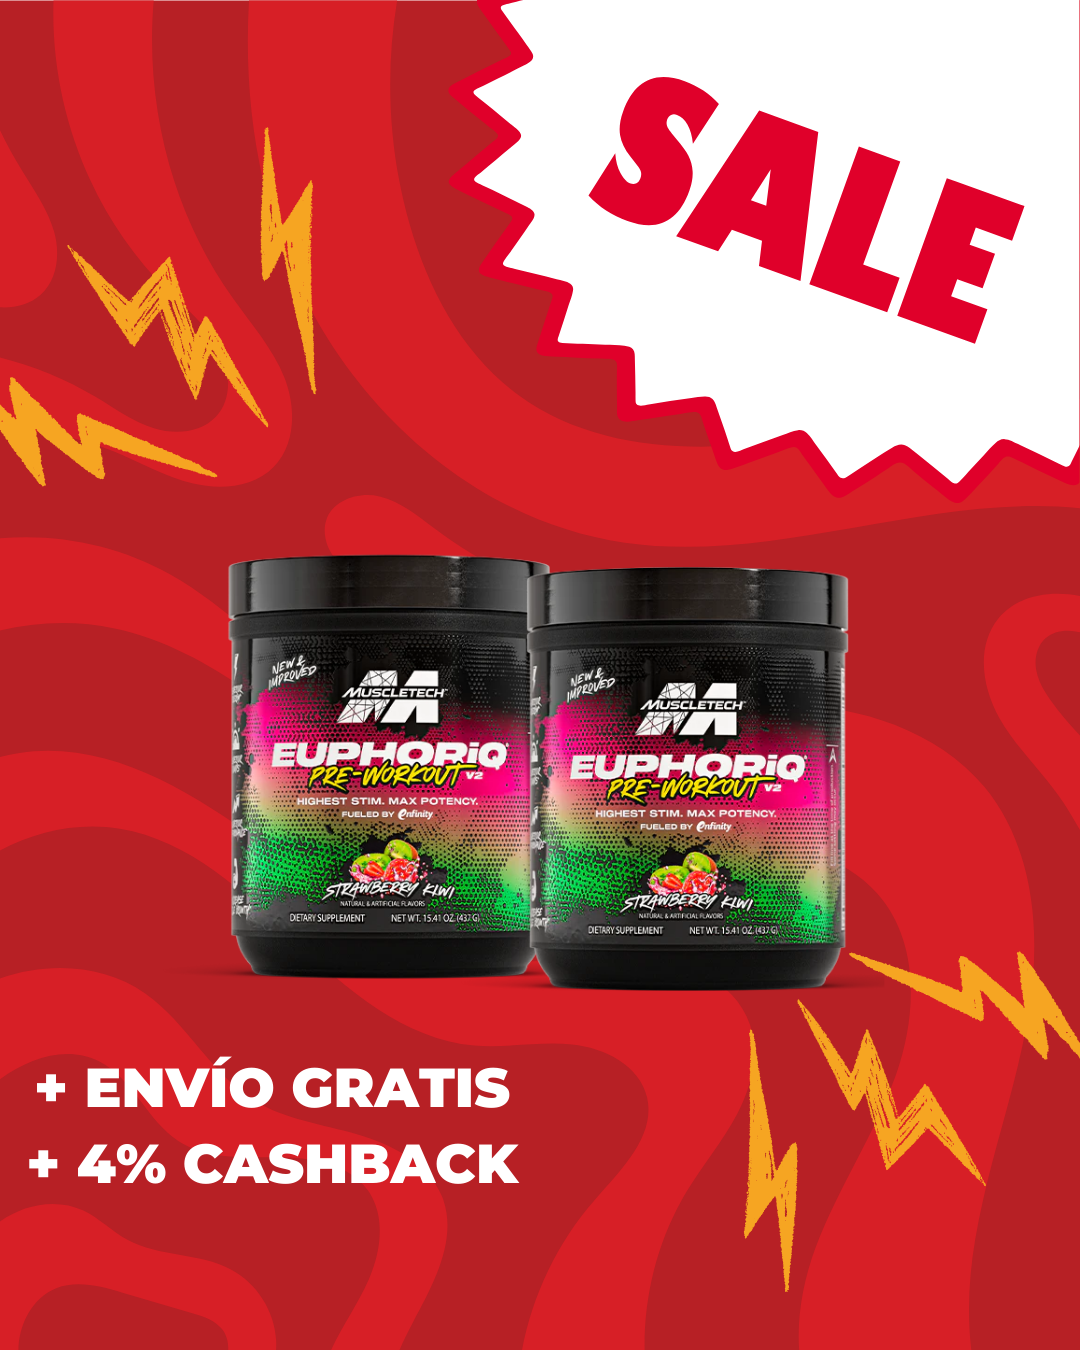 SALE
NEW &
IMPROVED
MUSCLETECH
EUPHORiQ
PRE-WORKOUT V2
HIGHEST STIM. MAX POTENCY.
FUELED BY enfinity
STRAWBERRY KIWI
NATURAL & ARTIFICIAL FLAVORS
DIETARY SUPPLEMENT NET WT. 15.41 OZ. (437 G)
NEW &
IMPROVED
MUSCLETECH
EUPHORiQ
PRE-WORKOUT V2
HIGHEST STIM. MAX POTENCY.
FUELED BY enfinity
STRAWBERRY KIWI
NATURAL & ARTIFICIAL FLAVORS
DIETARY SUPPLEMENT NET WT. 15.41 OZ. (437 G)
+ ENVÍO GRATIS
+ 4% CASHBACK